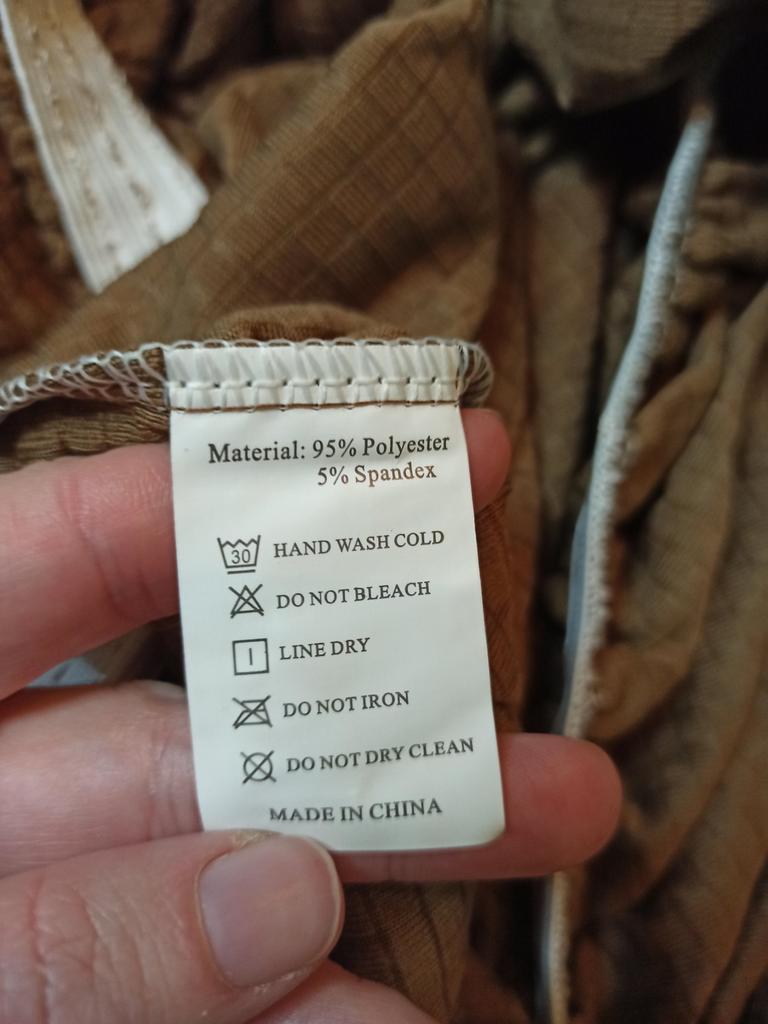 Material: 95% Polyester
5% Spandex
30 HAND WASH COLD
DO NOT BLEACH
LINE DRY
DO NOT IRON
DO NOT DRY CLEAN
MADE IN CHINA